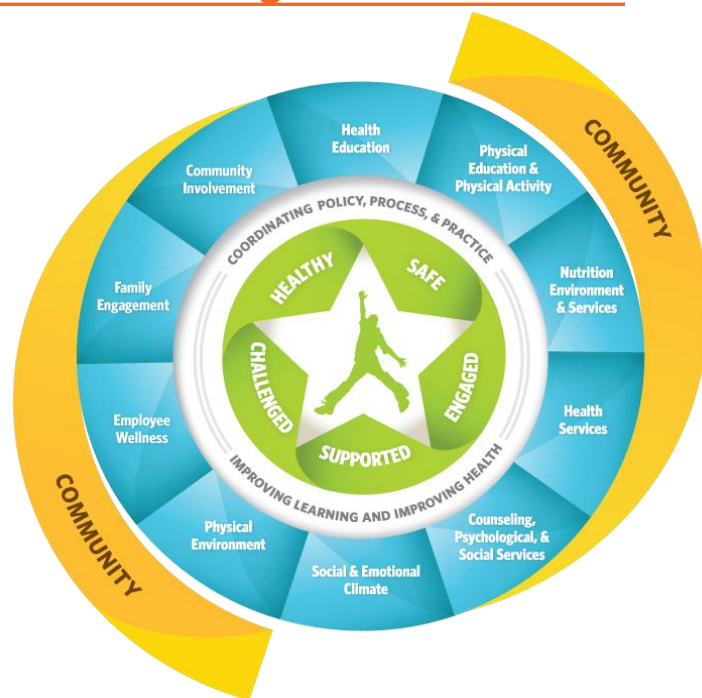 COMMUNITY
Health
Education
Physical
Education &
Physical Activity
Nutrition
Environment
& Services
Health
Services
Counseling,
Psychological, &
Social Services
Social & Emotional
Climate
Physical
Environment
Employee
Wellness
Family
Engagement
Community
Involvement
COORDINATING POLICY, PROCESS, & PRACTICE
IMPROVING LEARNING AND IMPROVING HEALTH
HEALTHY
SAFE
ENGAGED
SUPPORTED
CHALLENGED
COMMUNITY